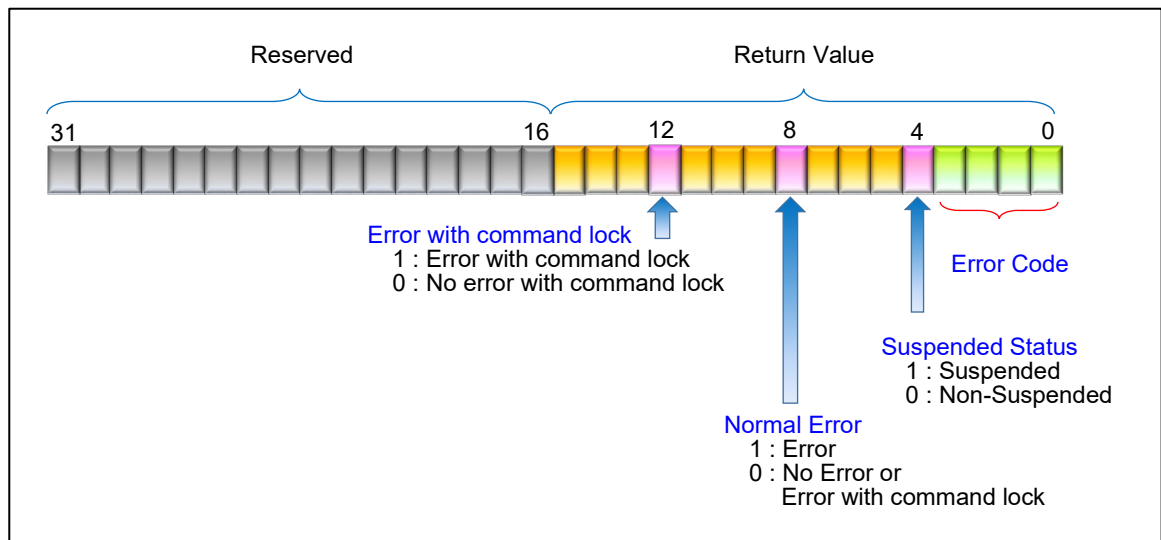 Reserved
Return Value
31
16
12
8
4
0
Error with command lock
1 : Error with command lock
0 : No error with command lock
Error Code
Suspended Status
1 : Suspended
0 : Non-Suspended
Normal Error
1 : Error
0 : No Error or
Error with command lock